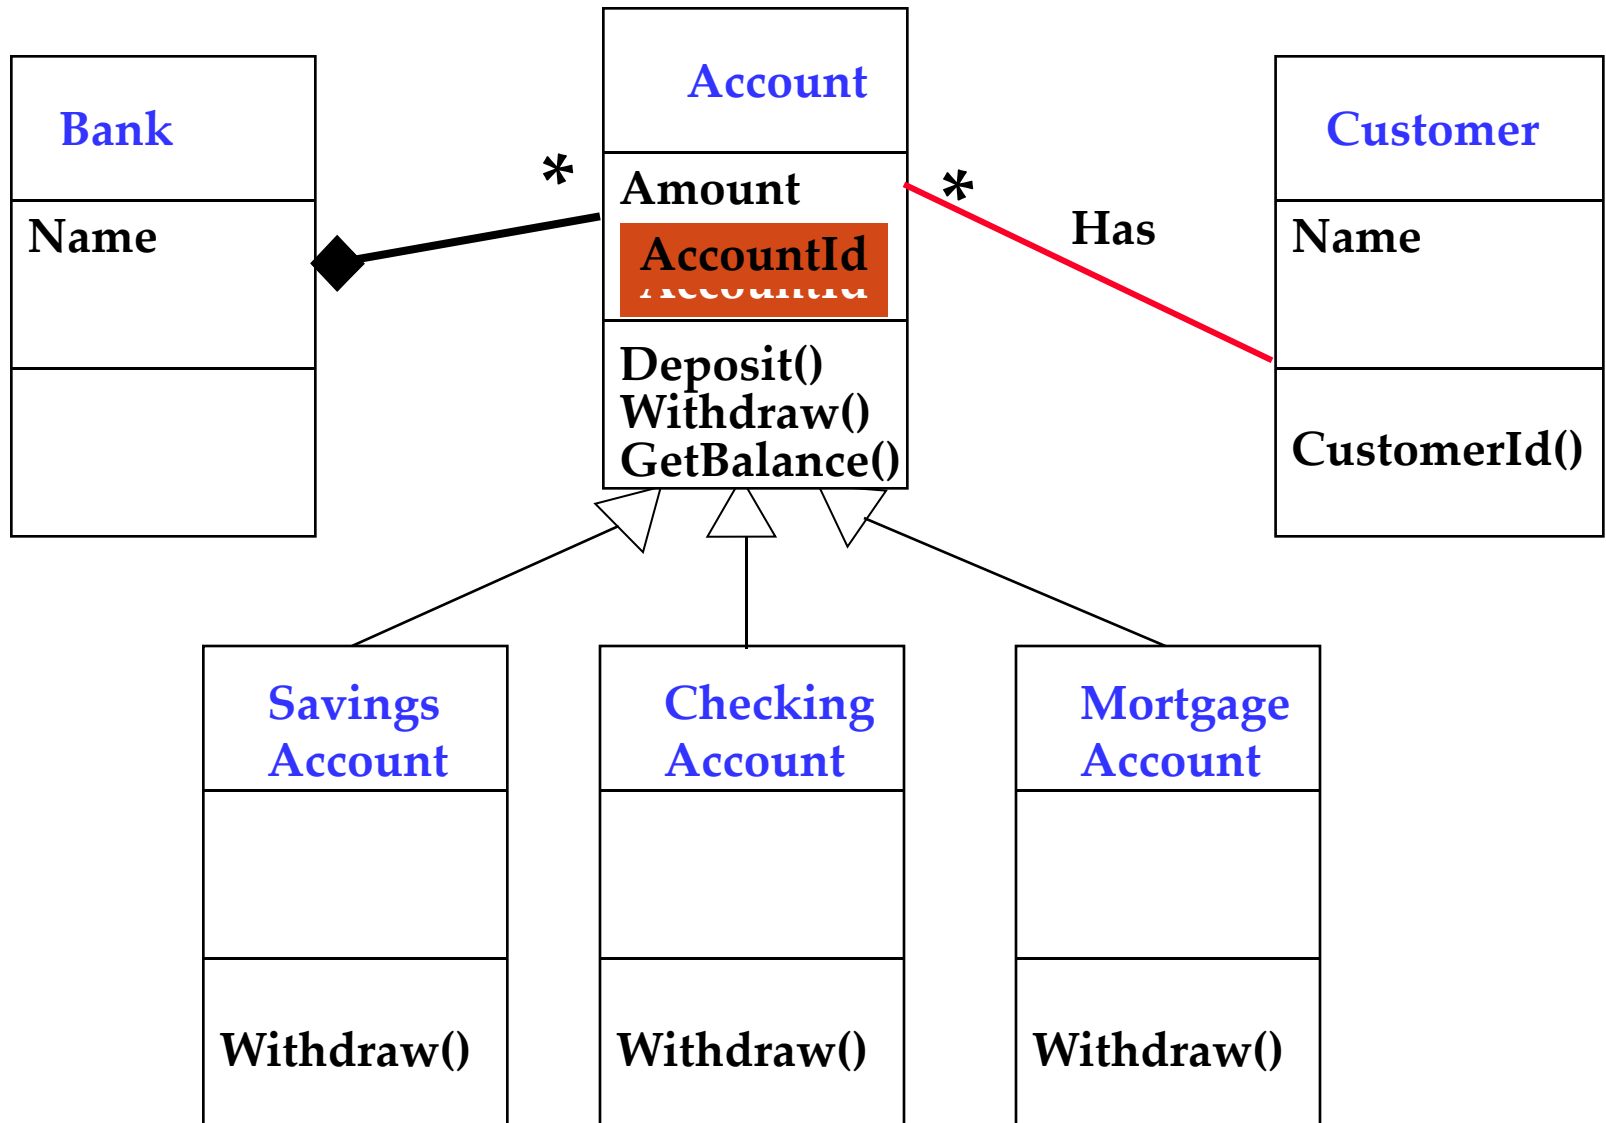 Bank
Name
*
Account
Amount
AccountId
AccountId
Deposit()
Withdraw()
GetBalance()
*
Has
Customer
Name
CustomerId()
Savings
Account
Withdraw()
Checking
Account
Withdraw()
Mortgage
Account
Withdraw()